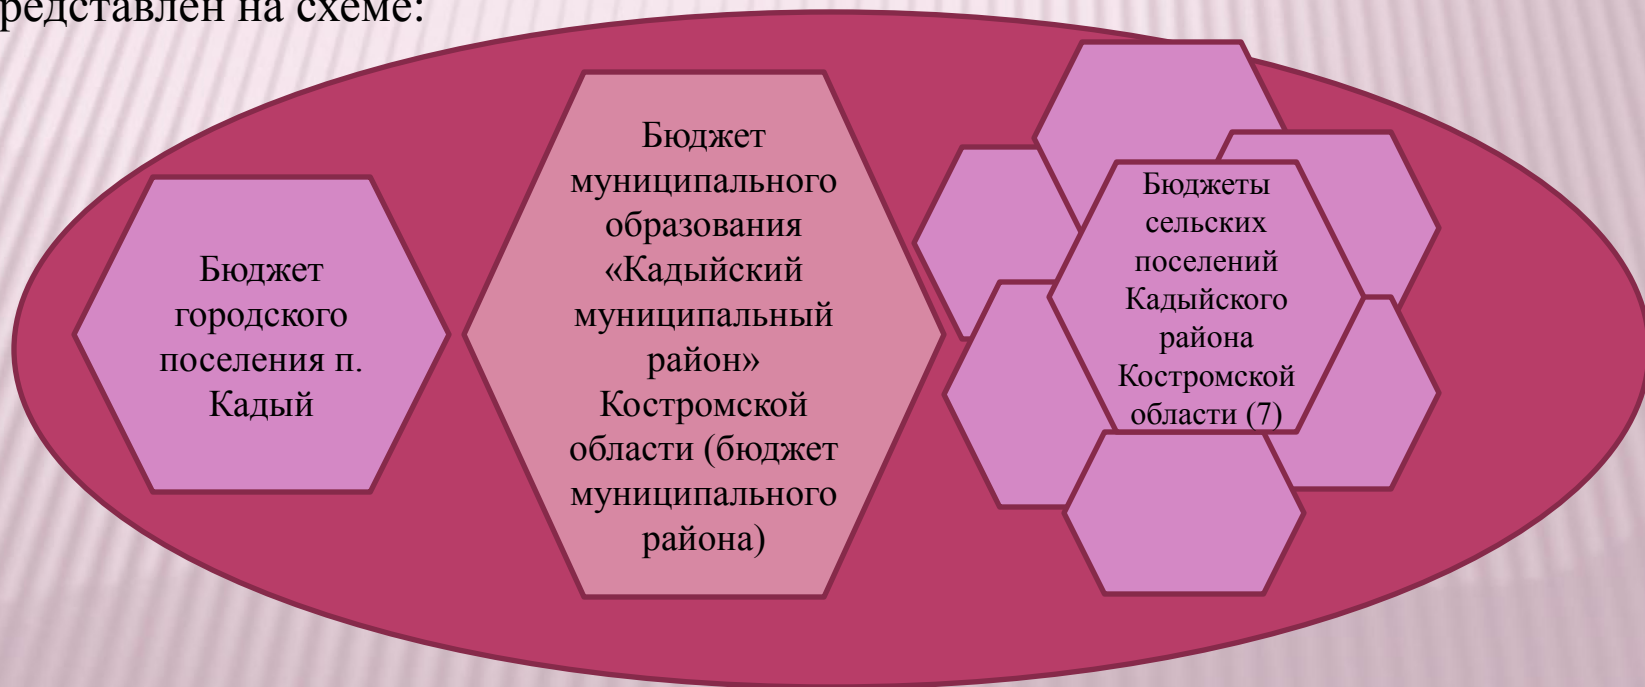 редставлен на схеме:
Бюджет
городского
поселения п.
Кадый
Бюджет
муниципального
образования
«Кадыйский
муниципальный
район»
Костромской
области (бюджет
муниципального
района)
Бюджеты
сельских
поселений
Кадыйского
района
Костромской
области (7)